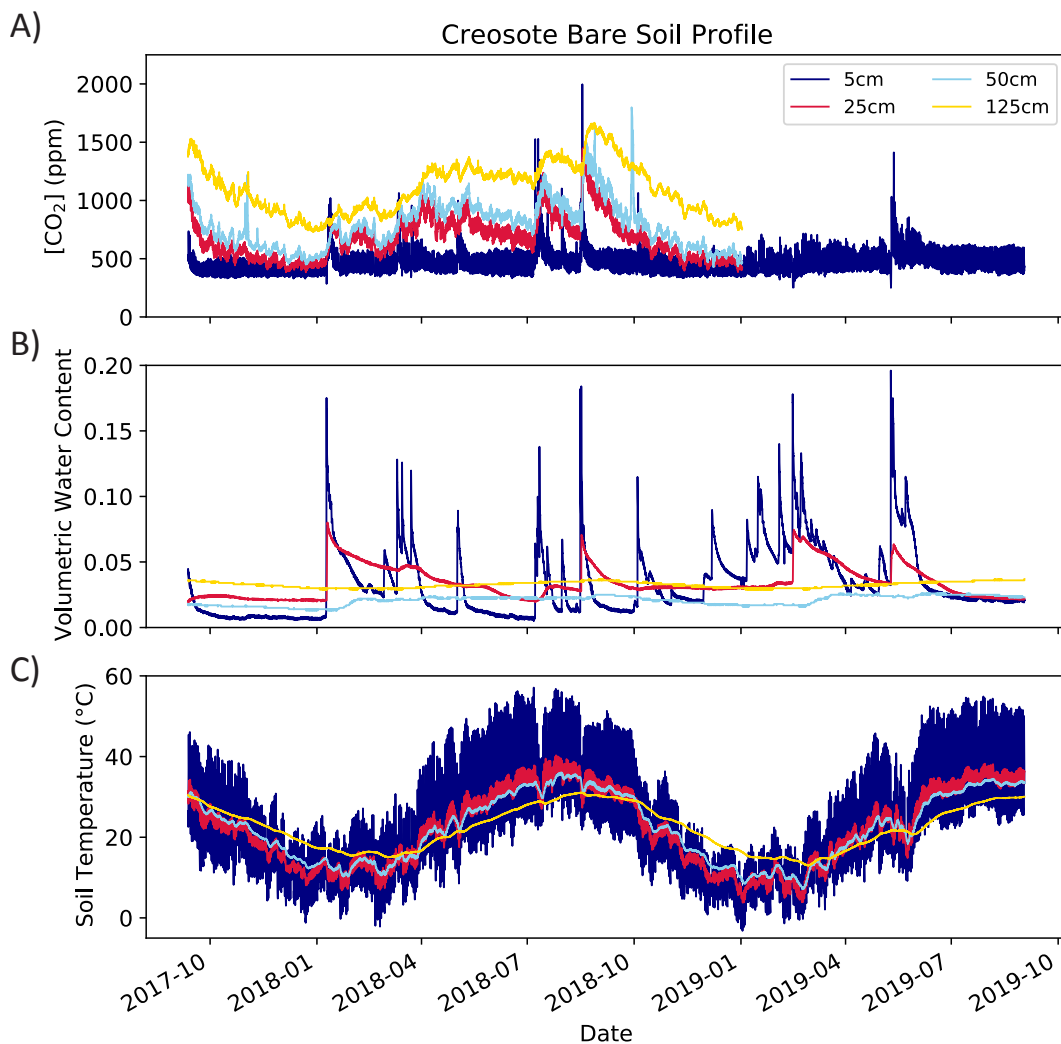 A)
Creosote Bare Soil Profile
5cm
25cm
50cm
125cm
[CO₂] (ppm)
2000
1500
1000
500
0
B)
Volumetric Water Content
0.20
0.15
0.10
0.05
0.00
C)
Soil Temperature (°C)
60
40
20
0
2017-10
2018-01
2018-04
2018-07
2018-10
2019-01
2019-04
2019-07
2019-10
Date